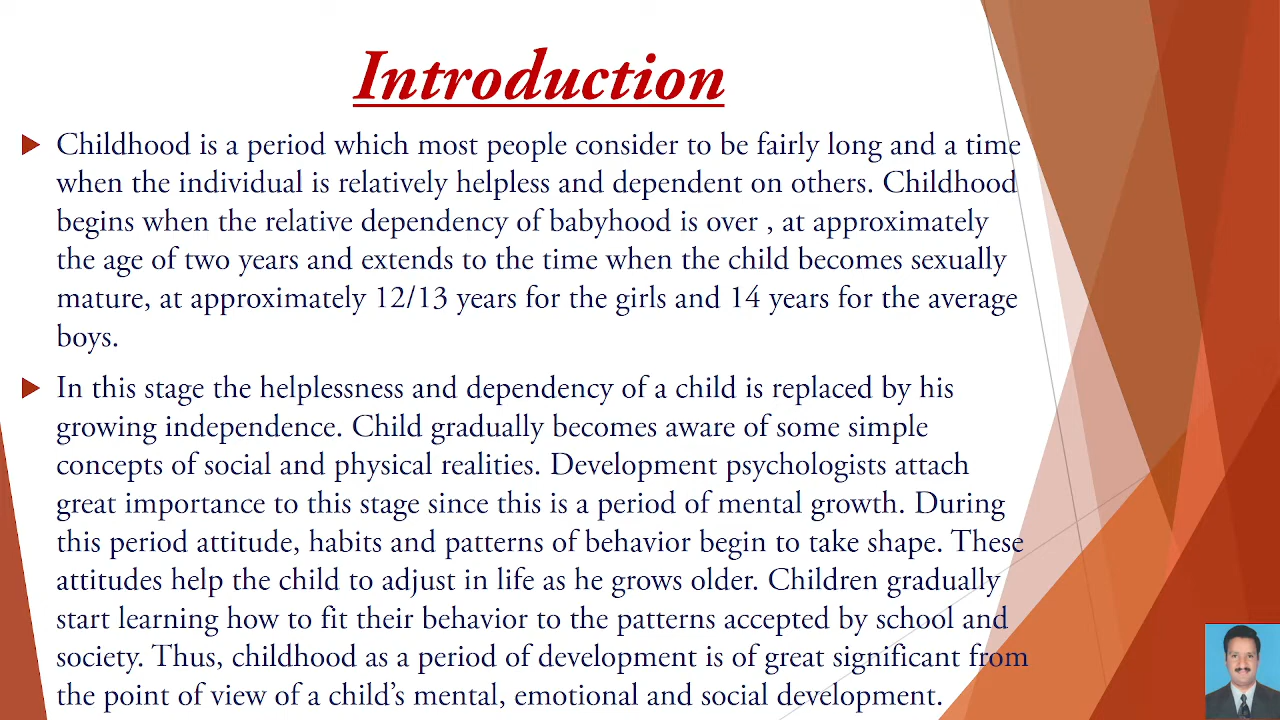 Introduction
Childhood is a period which most people consider to be fairly long and a time
when the individual is relatively helpless and dependent on others. Childhood
begins when the relative dependency of babyhood is over , at approximately
the age of two years and extends to the time when the child becomes sexually
mature, at approximately 12/13 years for the girls and 14 years for the average
boys.
In this stage the helplessness and dependency of a child is replaced by his
growing independence. Child gradually becomes aware of some simple
concepts of social and physical realities. Development psychologists attach
great importance to this stage since this is a period of mental growth. During
this period attitude, habits and patterns of behavior begin to take shape. These
attitudes help the child to adjust in life as he grows older. Children gradually
start learning how to fit their behavior to the patterns accepted by school and
society. Thus, childhood as a period of development is of great significant from
the point of view of a child’s mental, emotional and social development.